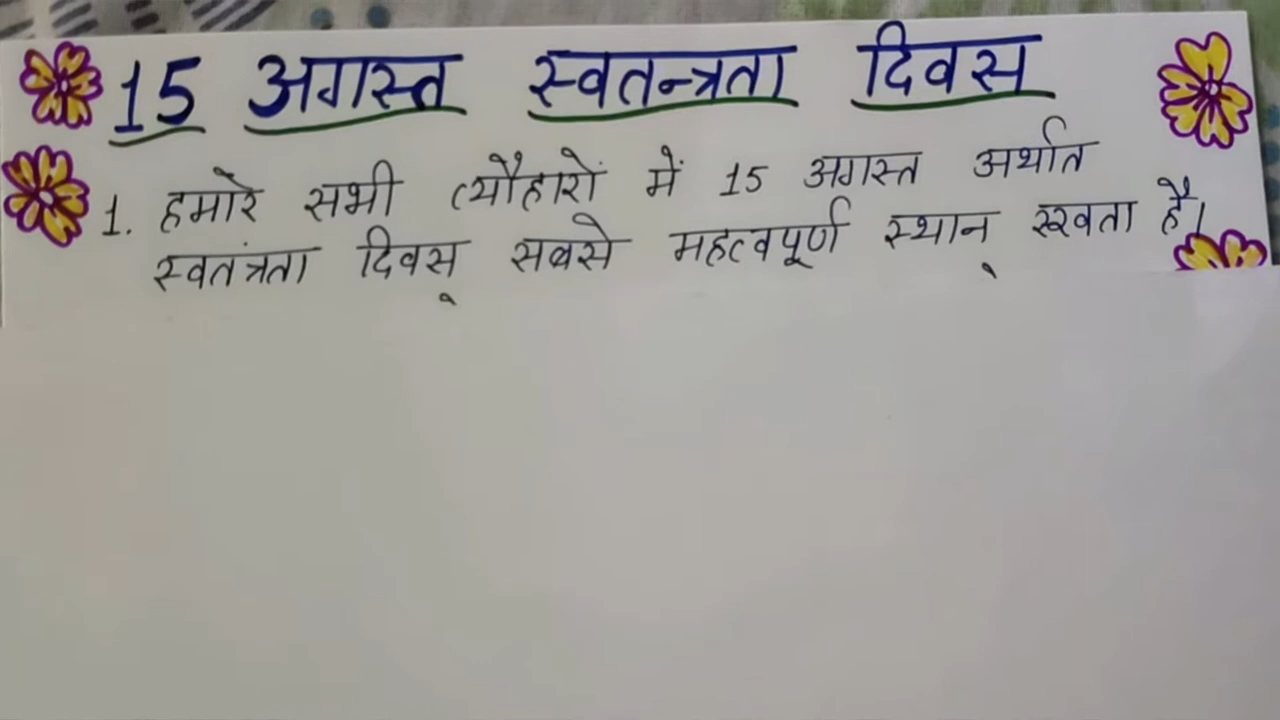 15 अगस्त स्वतन्त्रता दिवस
1. हमारे सभी त्यौहारों में 15 अगस्त अर्थात
स्वतंत्रता दिवस् सबसे महत्वपूर्ण स्थान् रखता है।